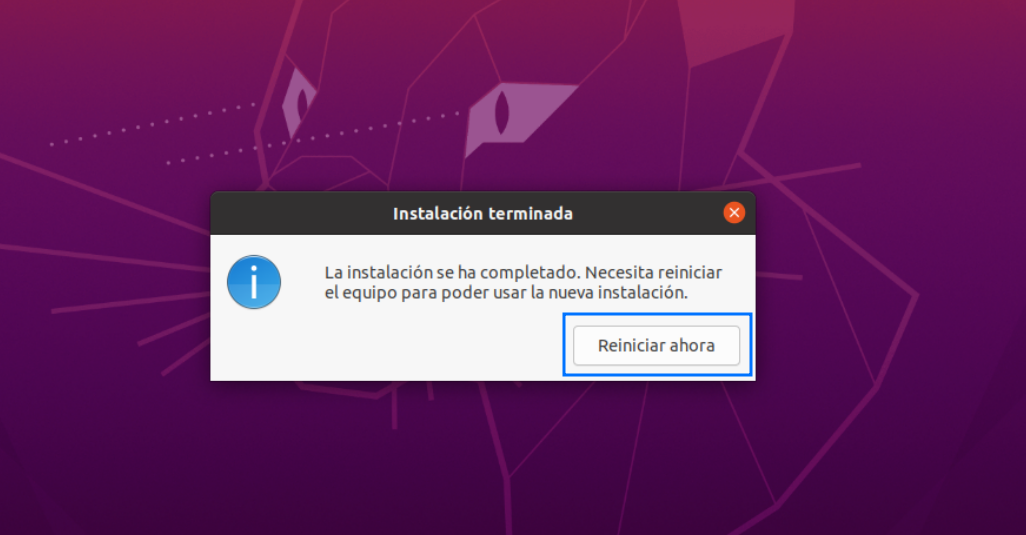 Instalación terminada
La instalación se ha completado. Necesita reiniciar
el equipo para poder usar la nueva instalación.
Reiniciar ahora